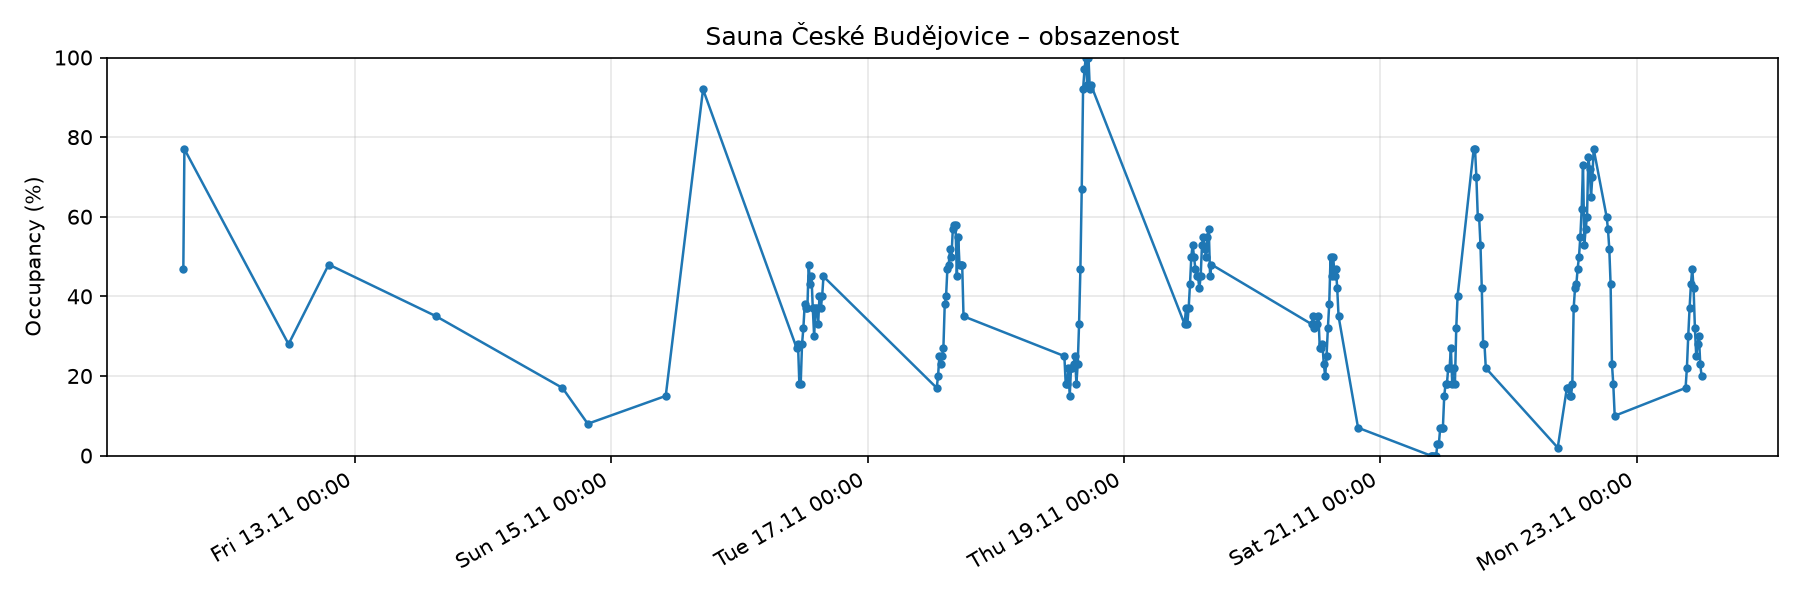 Sauna České Budějovice – obsazenost
Occupancy (%)
100
80
60
40
20
0
Fri 13.11 00:00
Sun 15.11 00:00
Tue 17.11 00:00
Thu 19.11 00:00
Sat 21.11 00:00
Mon 23.11 00:00